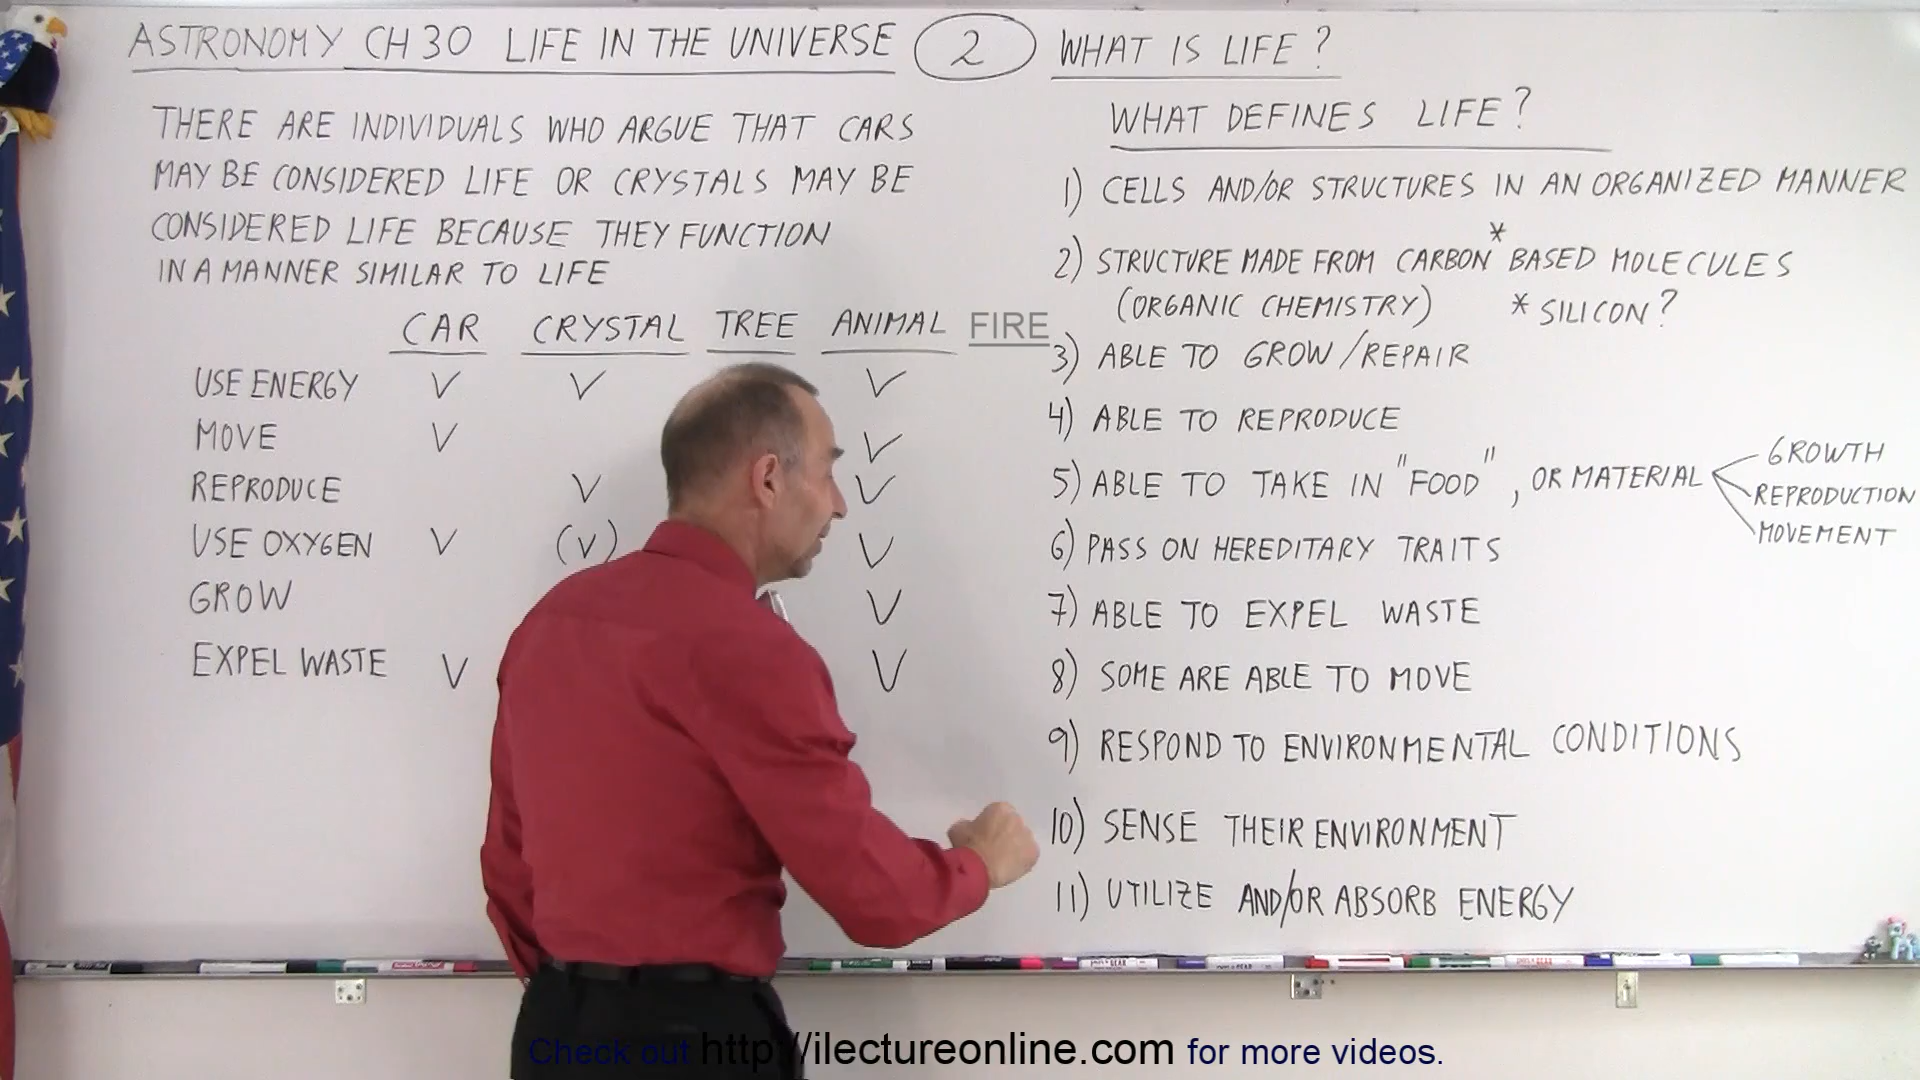 ASTRONOMY CH 30 LIFE IN THE UNIVERSE 2 WHAT IS LIFE?
THERE ARE INDIVIDUALS WHO ARGUE THAT CARS
MAY BE CONSIDERED LIFE OR CRYSTALS MAY BE
CONSIDERED LIFE BECAUSE THEY FUNCTION
IN A MANNER SIMILAR TO LIFE
CAR CRYSTAL TREE ANIMAL FIRE
USE ENERGY V V V
MOVE V V
REPRODUCE V V
USE OXYGEN V (V) V
GROW V
EXPEL WASTE V V
WHAT DEFINES LIFE?
1) CELLS AND/OR STRUCTURES IN AN ORGANIZED MANNER
2) STRUCTURE MADE FROM CARBON* BASED MOLECULES
(ORGANIC CHEMISTRY) * SILICON?
3) ABLE TO GROW/REPAIR
4) ABLE TO REPRODUCE
5) ABLE TO TAKE IN "FOOD", OR MATERIAL
GROWTH
REPRODUCTION
MOVEMENT
6) PASS ON HEREDITARY TRAITS
7) ABLE TO EXPEL WASTE
8) SOME ARE ABLE TO MOVE
9) RESPOND TO ENVIRONMENTAL CONDITIONS
10) SENSE THEIR ENVIRONMENT
11) UTILIZE AND/OR ABSORB ENERGY
Check out http://ilectureonline.com for more videos.